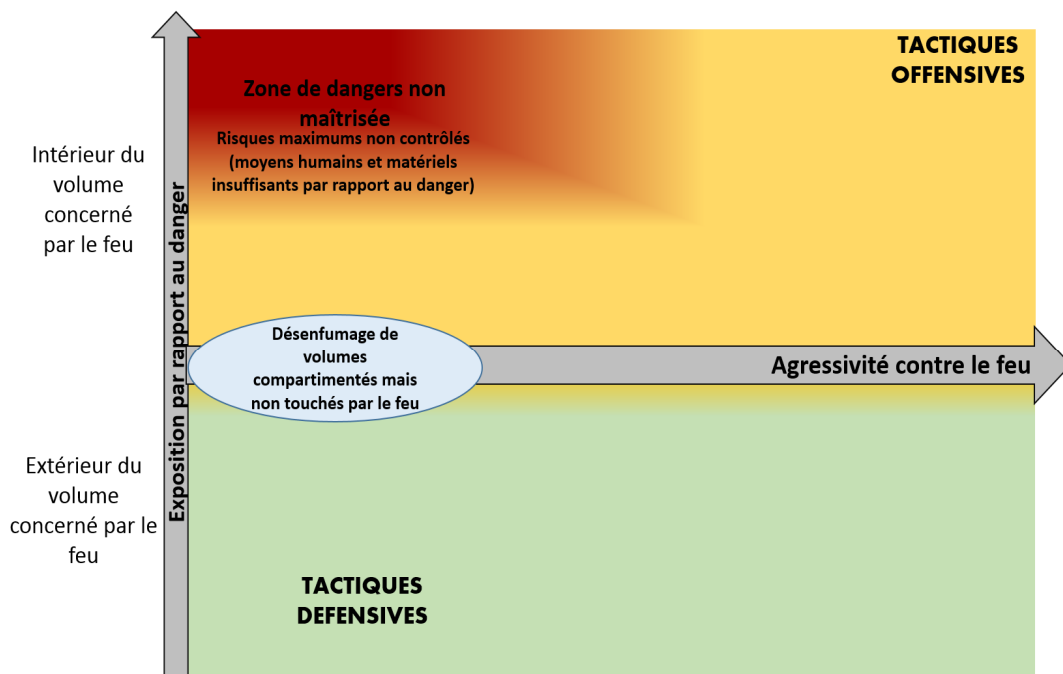 TACTIQUES
OFFENSIVES
Zone de dangers non
maîtrisée
Risques maximums non contrôlés
(moyens humains et matériels
insuffisants par rapport au danger)
Intérieur du
volume
concerné
par le feu
Exposition par rapport au danger
Désenfumage de
volumes
compartimentés mais
non touchés par le feu
Agressivité contre le feu
Extérieur du
volume
concerné par le
feu
TACTIQUES
DEFENSIVES